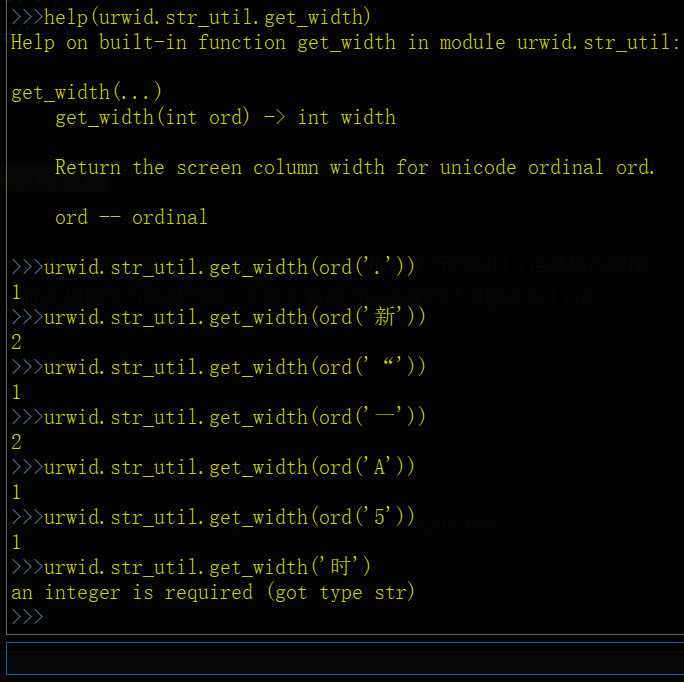 >>>help(urwid.str_util.get_width)
Help on built-in function get_width in module urwid.str_util:
get_width(...)
    get_width(int ord) -> int width
    Return the screen column width for unicode ordinal ord.
    ord -- ordinal
>>>urwid.str_util.get_width(ord('.'))
1
>>>urwid.str_util.get_width(ord('新'))
2
>>>urwid.str_util.get_width(ord('“'))
1
>>>urwid.str_util.get_width(ord('一'))
2
>>>urwid.str_util.get_width(ord('A'))
1
>>>urwid.str_util.get_width(ord('5'))
1
>>>urwid.str_util.get_width('时')
an integer is required (got type str)
>>>